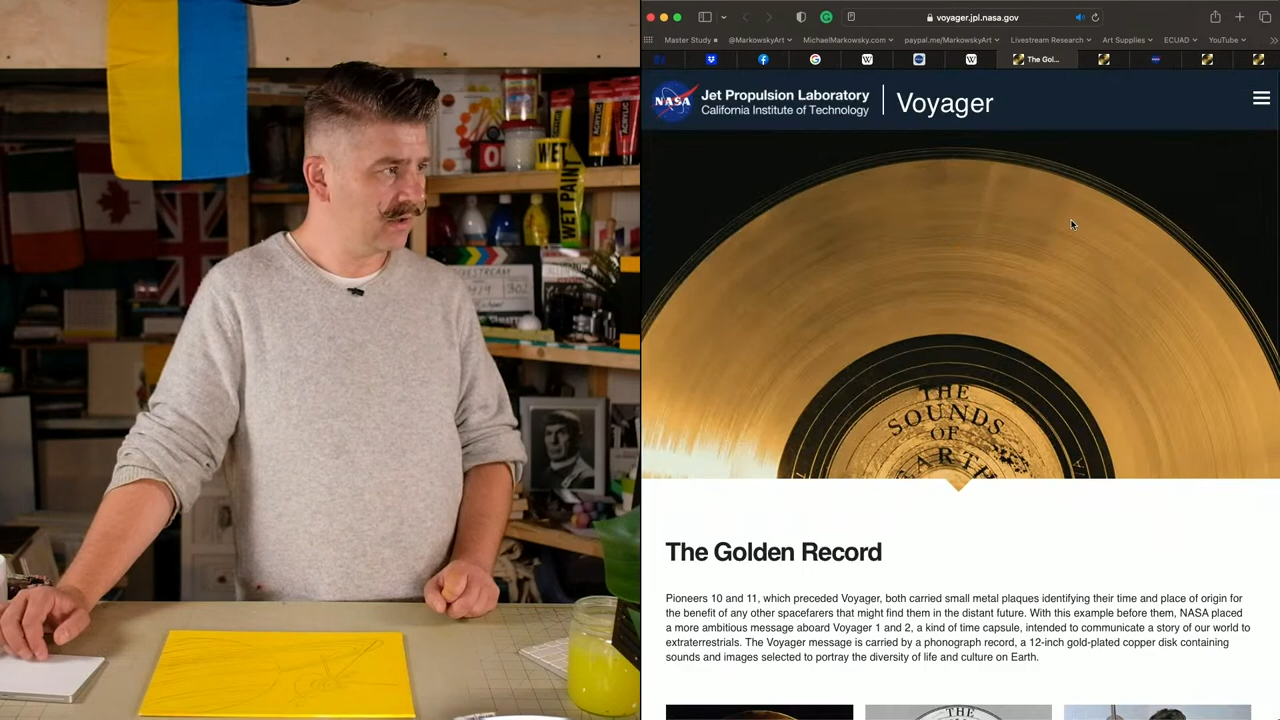 voyager.jpl.nasa.gov
Master Study
@MarkowskyArt
MichaelMarkowsky.com
paypal.me/MarkowskyArt
Livestream Research
Art Supplies
ECUAD
YouTube
The Gol...
NASA
Jet Propulsion Laboratory
California Institute of Technology
Voyager
THE
SOUNDS
OF
EARTH
The Golden Record
Pioneers 10 and 11, which preceded Voyager, both carried small metal plaques identifying their time and place of origin for
the benefit of any other spacefarers that might find them in the distant future. With this example before them, NASA placed
a more ambitious message aboard Voyager 1 and 2, a kind of time capsule, intended to communicate a story of our world to
extraterrestrials. The Voyager message is carried by a phonograph record, a 12-inch gold-plated copper disk containing
sounds and images selected to portray the diversity of life and culture on Earth.
THE
ACRYLIC
ACRYLIC
WET
WET PAINT